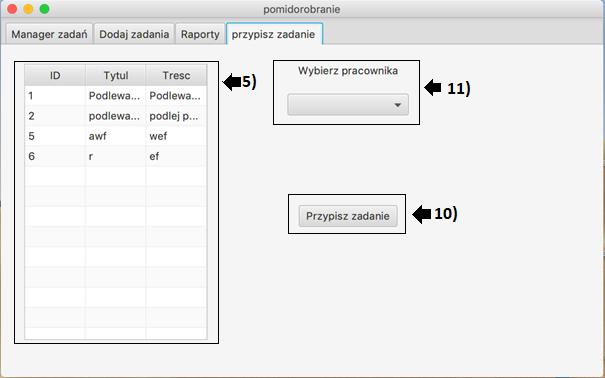 pomidorobranie
Manager zadań Dodaj zadania Raporty przypisz zadanie
ID Tytul Tresc
1 Podlewa... Podlewa...
2 podlewa... podlej p...
5 awf wef
6 r ef
5)
Wybierz pracownika
11)
Przypisz zadanie
10)